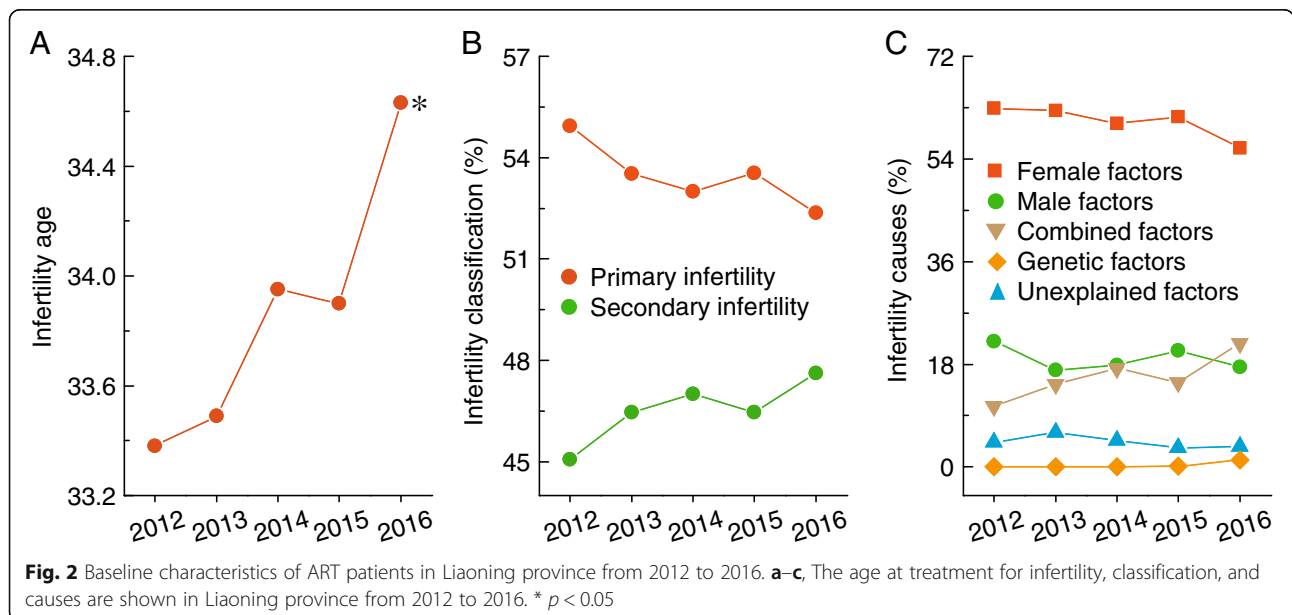 A
Infertility age
34.8
34.4
34.0
33.6
33.2
*
2012 2013 2014 2015 2016
B
Infertility classification (%)
57
54
51
48
45
Primary infertility
Secondary infertility
2012 2013 2014 2015 2016
C
Infertility causes (%)
72
54
36
18
0
Female factors
Male factors
Combined factors
Genetic factors
Unexplained factors
2012 2013 2014 2015 2016
Fig. 2 Baseline characteristics of ART patients in Liaoning province from 2012 to 2016. a–c, The age at treatment for infertility, classification, and
causes are shown in Liaoning province from 2012 to 2016. * p < 0.05